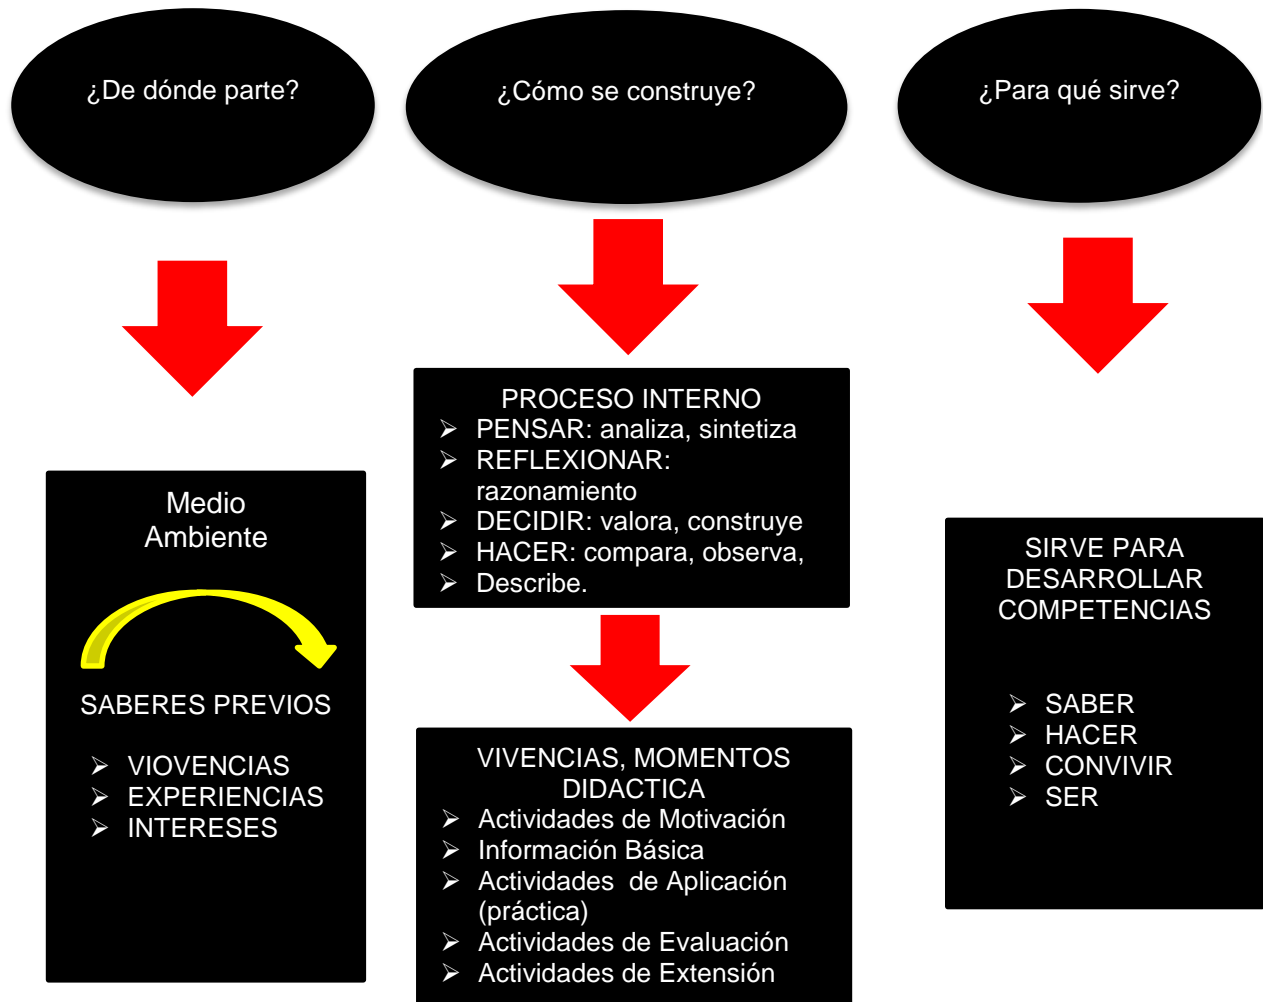 ¿De dónde parte?
¿Cómo se construye?
¿Para qué sirve?
Medio
Ambiente
SABERES PREVIOS
➢ VIOVENCIAS
➢ EXPERIENCIAS
➢ INTERESES
PROCESO INTERNO
➢ PENSAR: analiza, sintetiza
➢ REFLEXIONAR:
razonamiento
➢ DECIDIR: valora, construye
➢ HACER: compara, observa,
➢ Describe.
VIVENCIAS, MOMENTOS
DIDACTICA
➢ Actividades de Motivación
➢ Información Básica
➢ Actividades de Aplicación
(práctica)
➢ Actividades de Evaluación
➢ Actividades de Extensión
SIRVE PARA
DESARROLLAR
COMPETENCIAS
➢ SABER
➢ HACER
➢ CONVIVIR
➢ SER